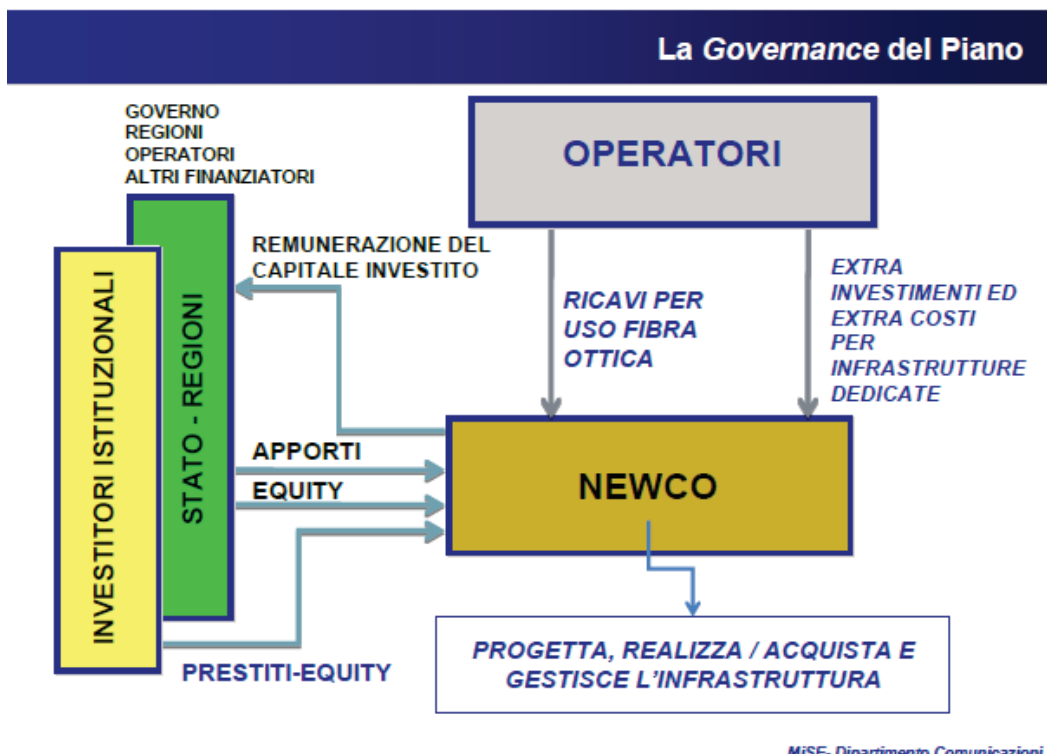 La Governance del Piano
GOVERNO
REGIONI
OPERATORI
ALTRI FINANZIATORI
OPERATORI
REMUNERAZIONE DEL
CAPITALE INVESTITO
RICAVI PER
USO FIBRA
OTTICA
EXTRA
INVESTIMENTI ED
EXTRA COSTI
PER
INFRASTRUTTURE
DEDICATE
INVESTITORI ISTITUZIONALI
STATO - REGIONI
APPORTI
EQUITY
NEWCO
PRESTITI-EQUITY
PROGETTA, REALIZZA / ACQUISTA E
GESTISCE L'INFRASTRUTTURA
MiSE- Dipartimento Comunicazioni